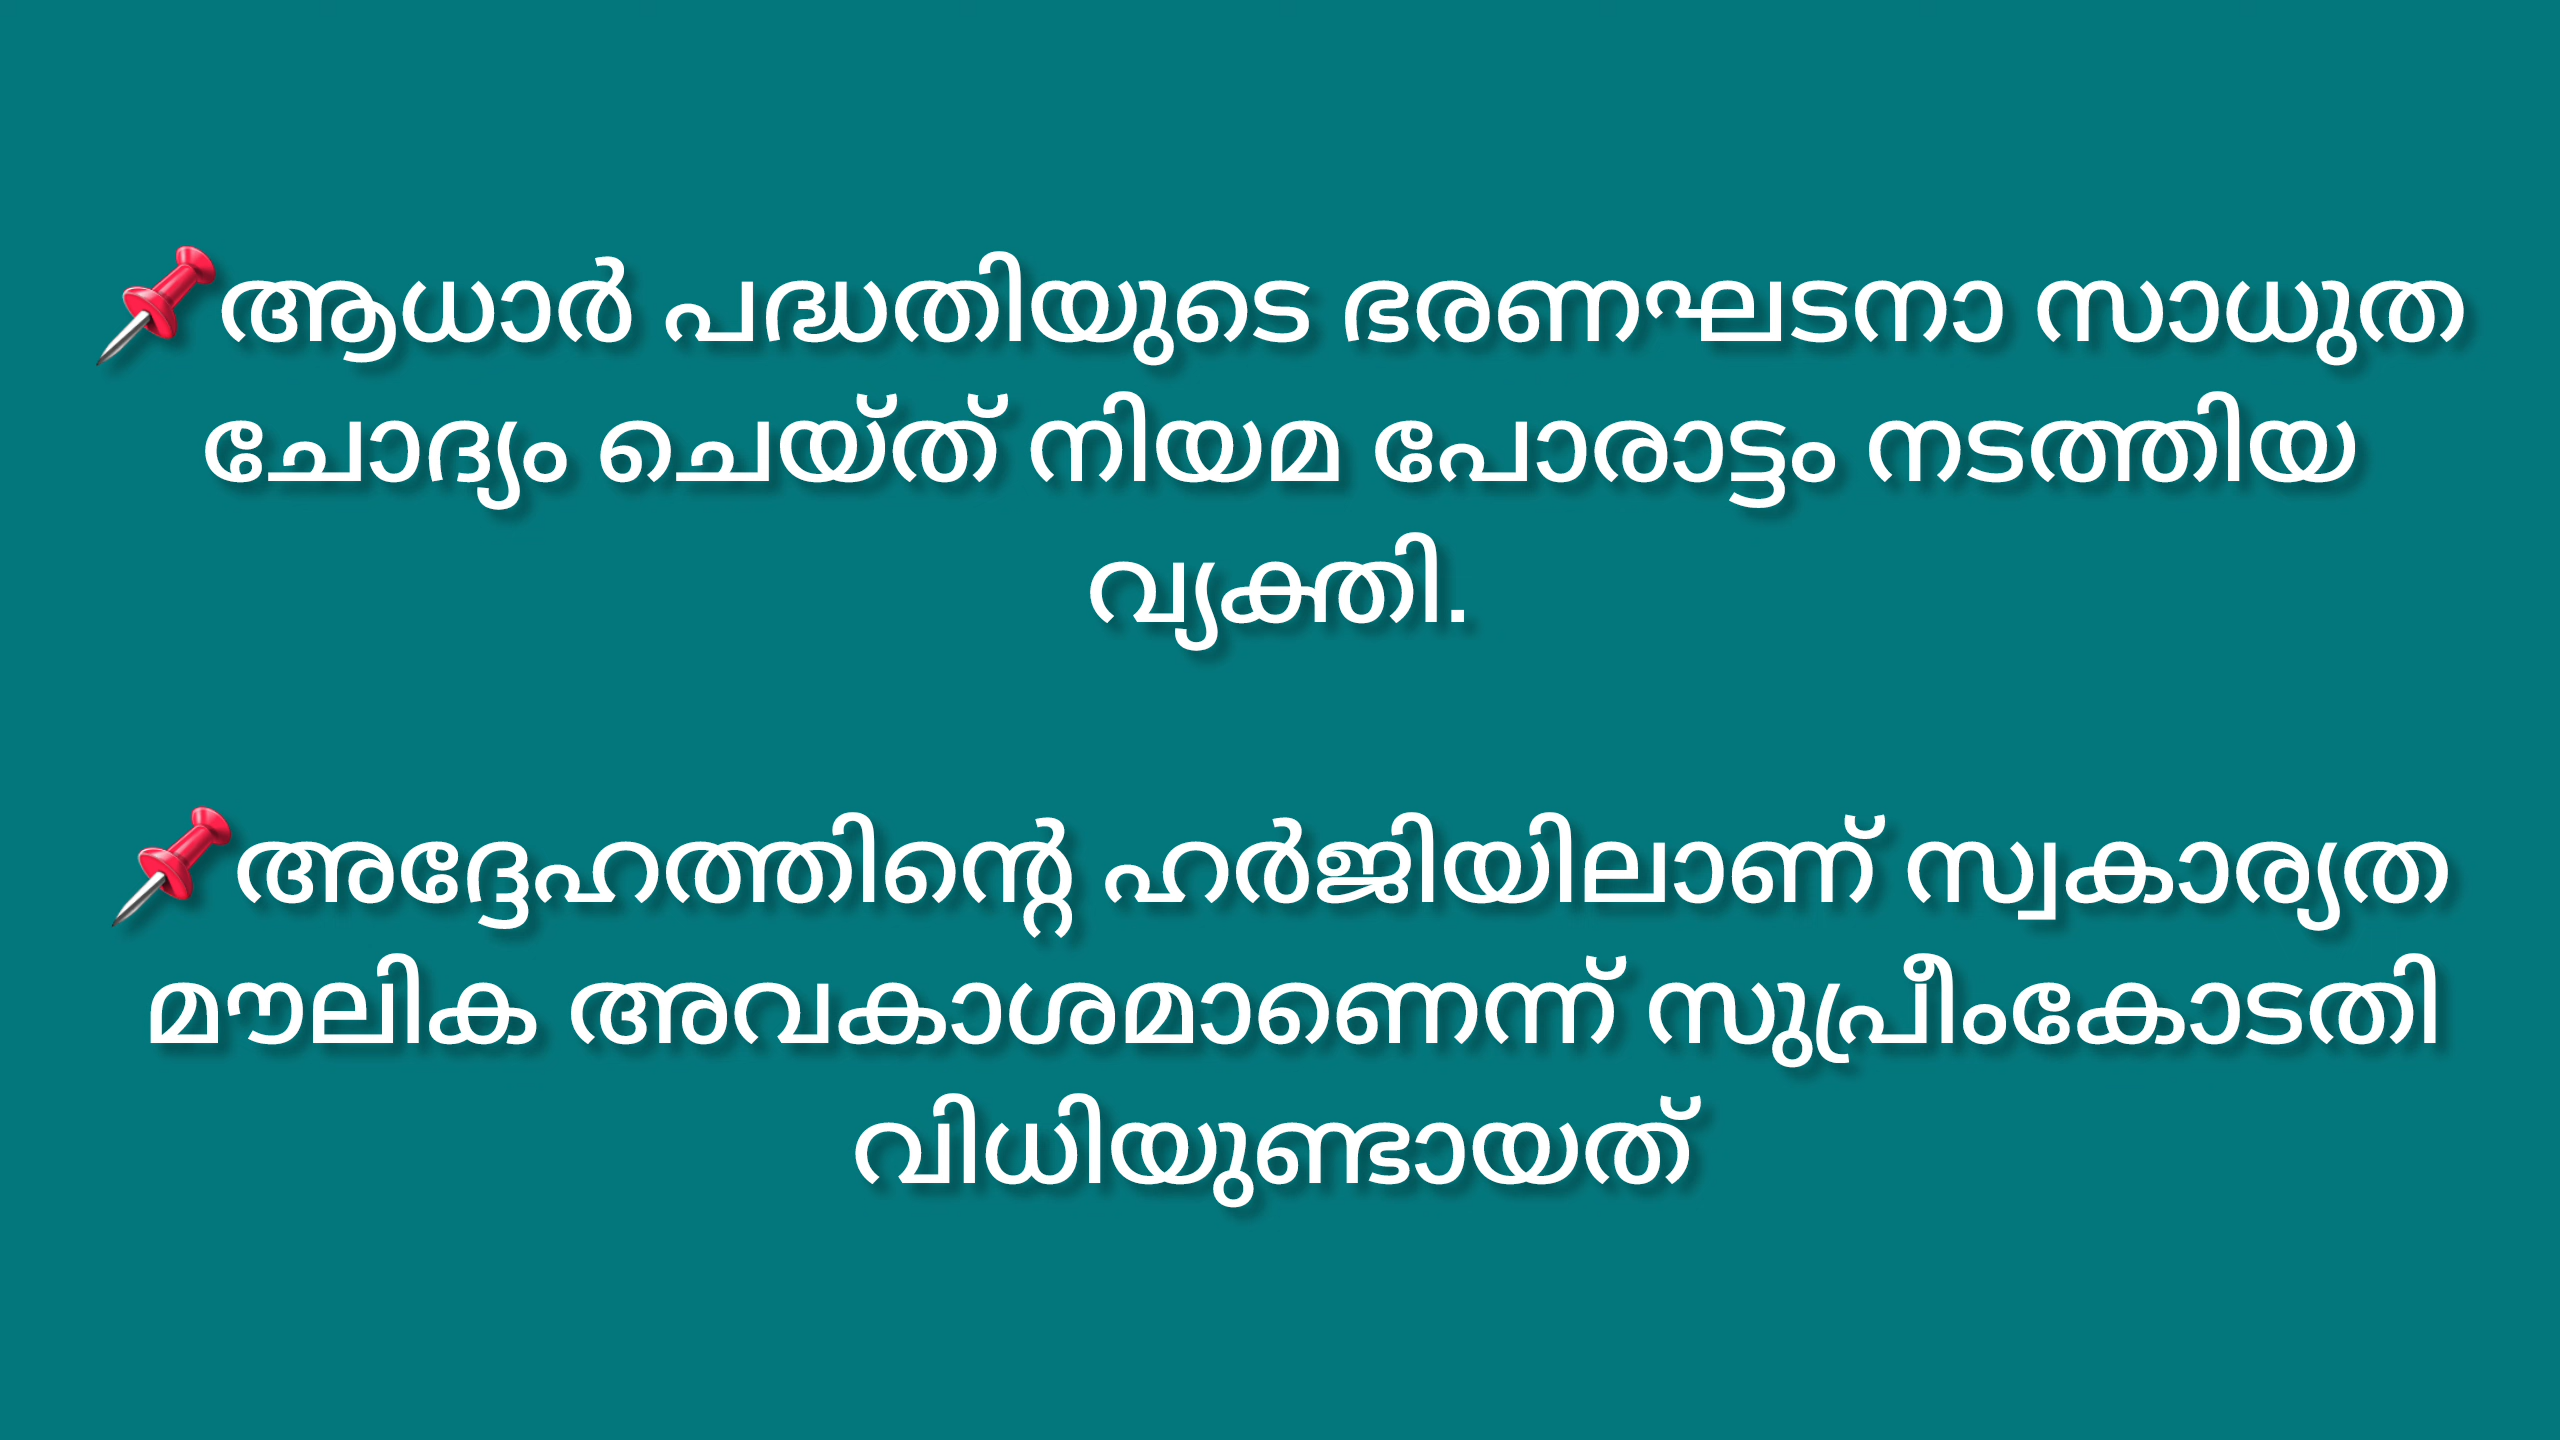 📌ആധാർ പദ്ധതിയുടെ ഭരണഘടനാ സാധുത
ചോദ്യം ചെയ്ത് നിയമ പോരാട്ടം നടത്തിയ
വ്യക്തി.
📌അദ്ദേഹത്തിന്റെ ഹർജിയിലാണ് സ്വകാര്യത
മൗലിക അവകാശമാണെന്ന് സുപ്രീംകോടതി
വിധിയുണ്ടായത്